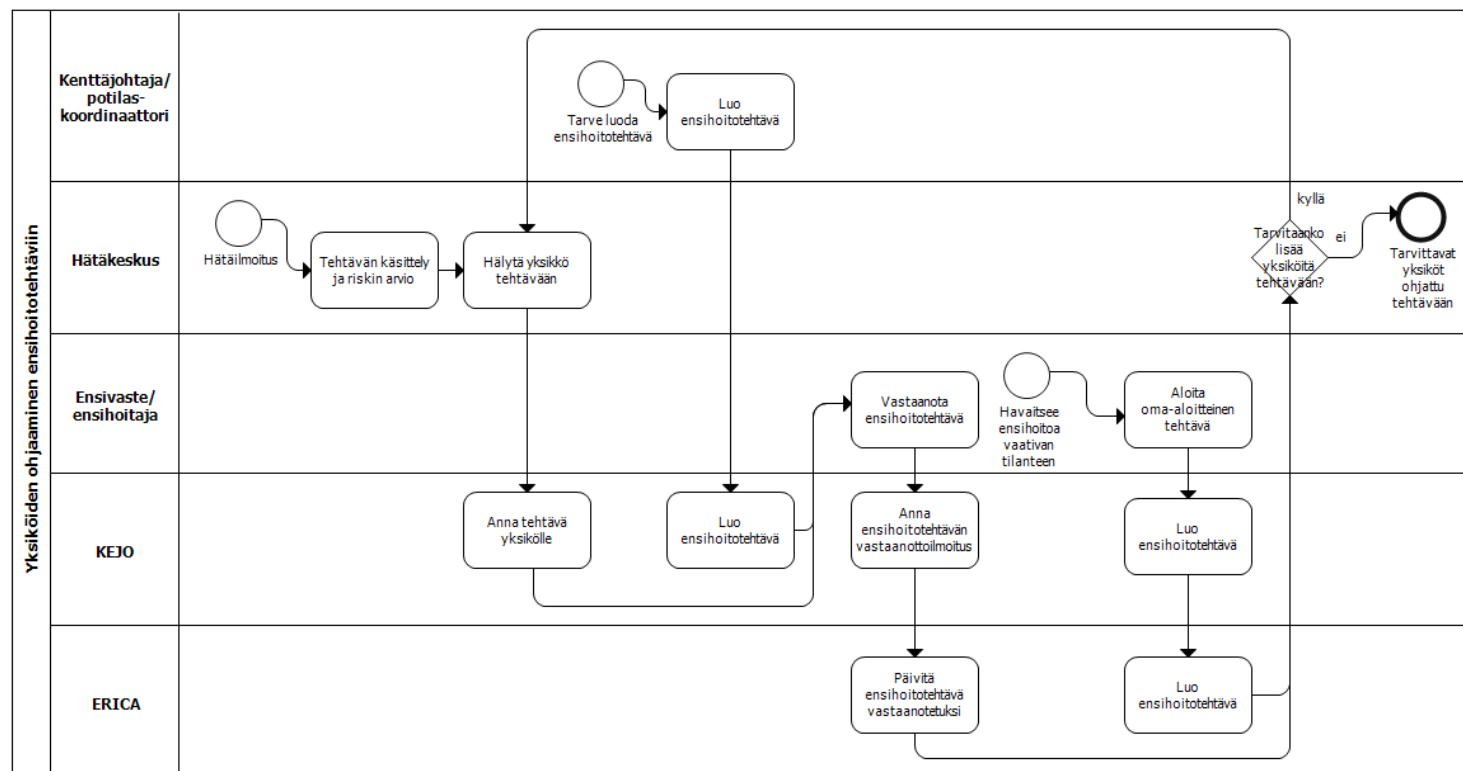 Yksiköiden ohjaaminen ensihoitotehtäviin
Kenttäjohtaja/
potilas-
koordinaattori
Tarve luoda
ensihoitotehtävä
Luo
ensihoitotehtävä
Hätäkeskus
Hätäilmoitus
Tehtävän käsittely
ja riskin arvio
Hälytä yksikkö
tehtävään
Tarvitaanko
lisää
yksiköitä
tehtävään?
kyllä
ei
Tarvittavat
yksiköt
ohjattu
tehtävään
Ensivaste/
ensihoitaja
Vastaanota
ensihoitotehtävä
Havaitsee
ensihoitoa
vaativan
tilanteen
Aloita
oma-aloitteinen
tehtävä
KEJO
Anna tehtävä
yksikölle
Luo
ensihoitotehtävä
Anna
ensihoitotehtävän
vastaanottoilmoitus
Luo
ensihoitotehtävä
ERICA
Päivitä
ensihoitotehtävä
vastaanotetuksi
Luo
ensihoitotehtävä